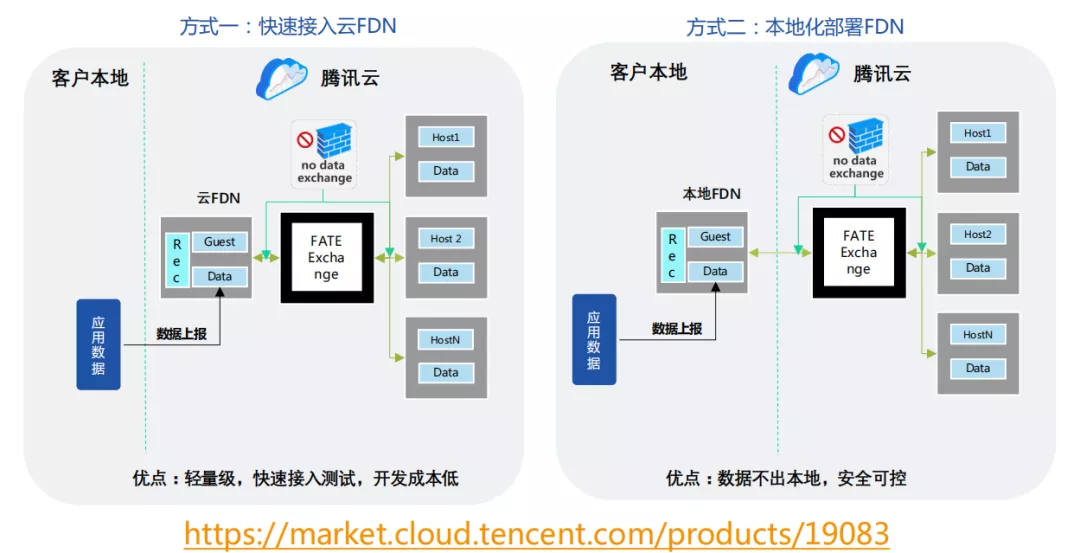 方式一：快速接入云FDN
客户本地
腾讯云
no data
exchange
云FDN
Rec
Guest
Data
FATE
Excha
nge
Host1
Data
Host 2
Data
HostN
Data
应用数据
数据上报
优点：轻量级，快速接入测试，开发成本低
方式二：本地化部署FDN
客户本地
腾讯云
no data
exchange
本地FDN
Rec
Guest
Data
FATE
Excha
nge
Host1
Data
Host2
Data
HostN
Data
应用数据
数据上报
优点：数据不出本地，安全可控
https://market.cloud.tencent.com/products/19083